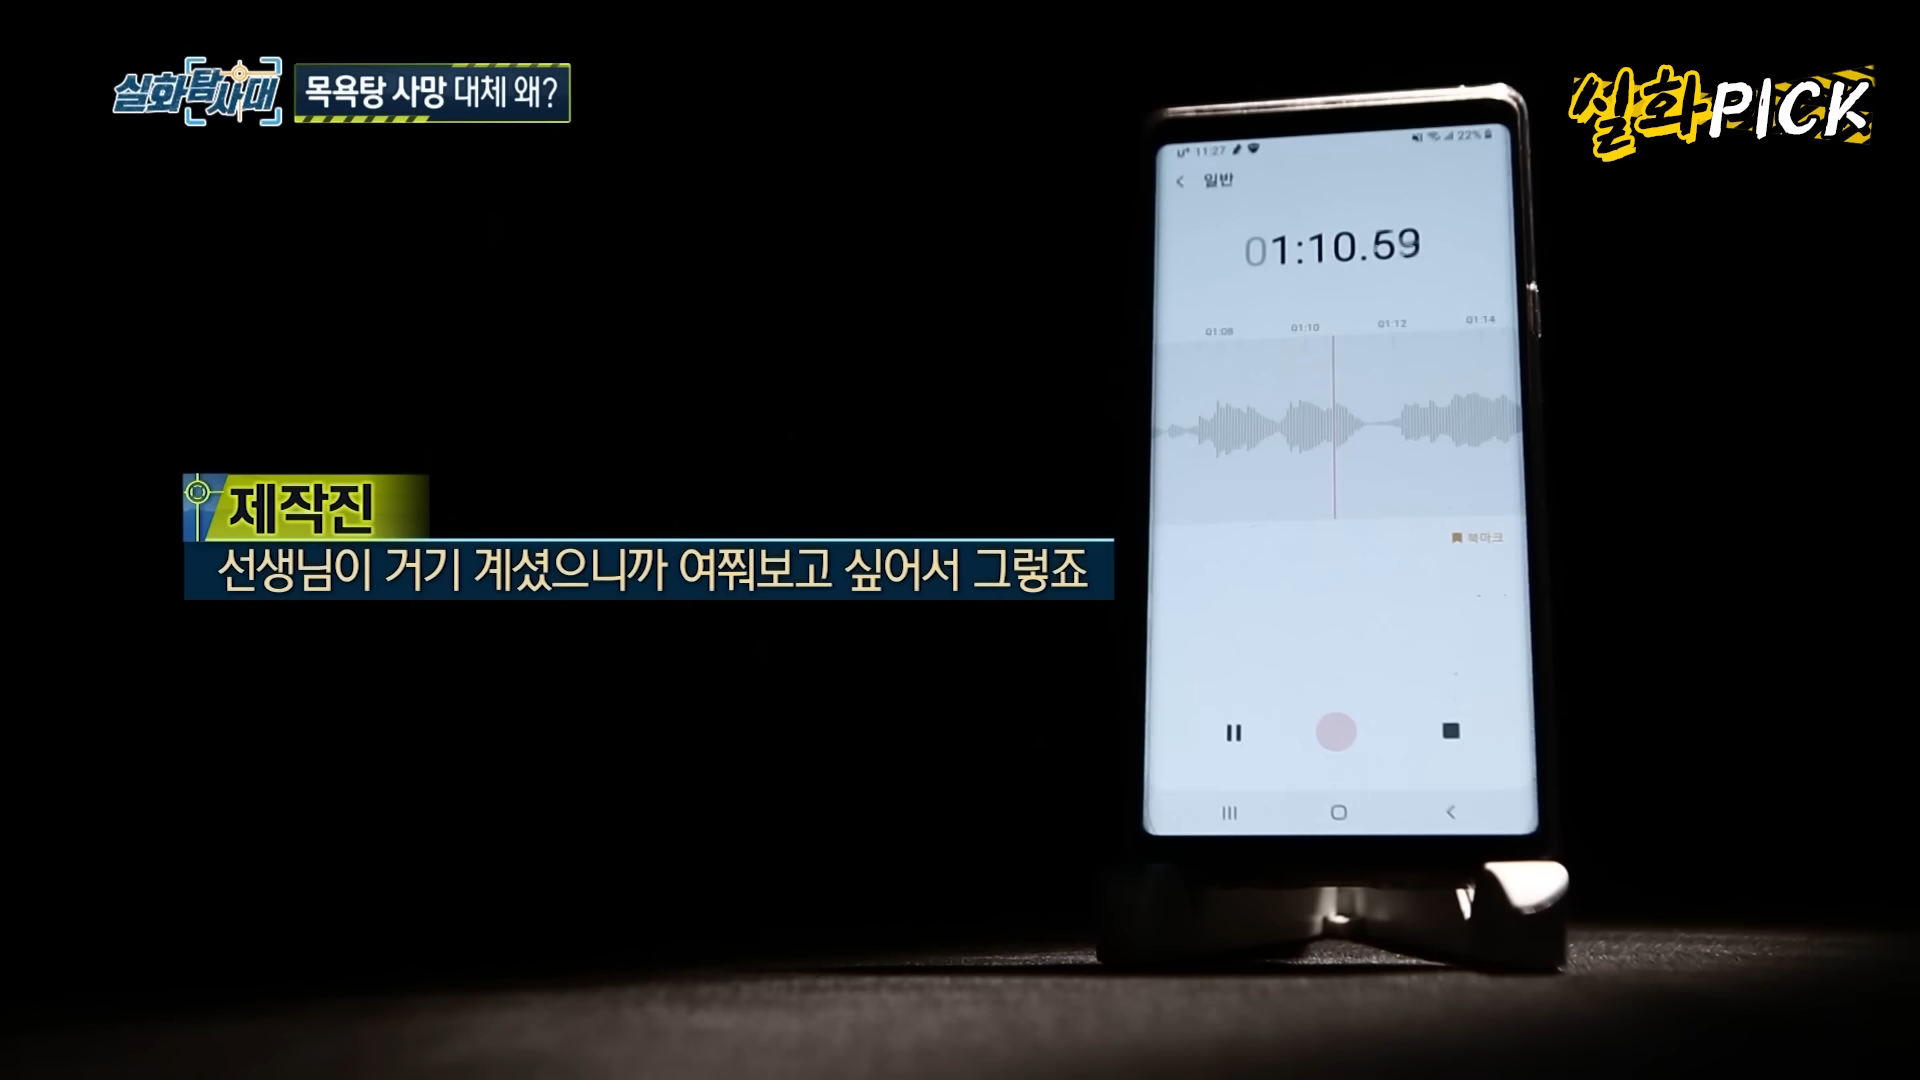 실화탐사대
목욕탕 사망 대체 왜?
실화PICK
U+ 11:27
22%
일반
01:10.59
01:08 01:10 01:12 01:14
북마크
제작진
선생님이 거기 계셨으니까 여쭤보고 싶어서 그렇죠